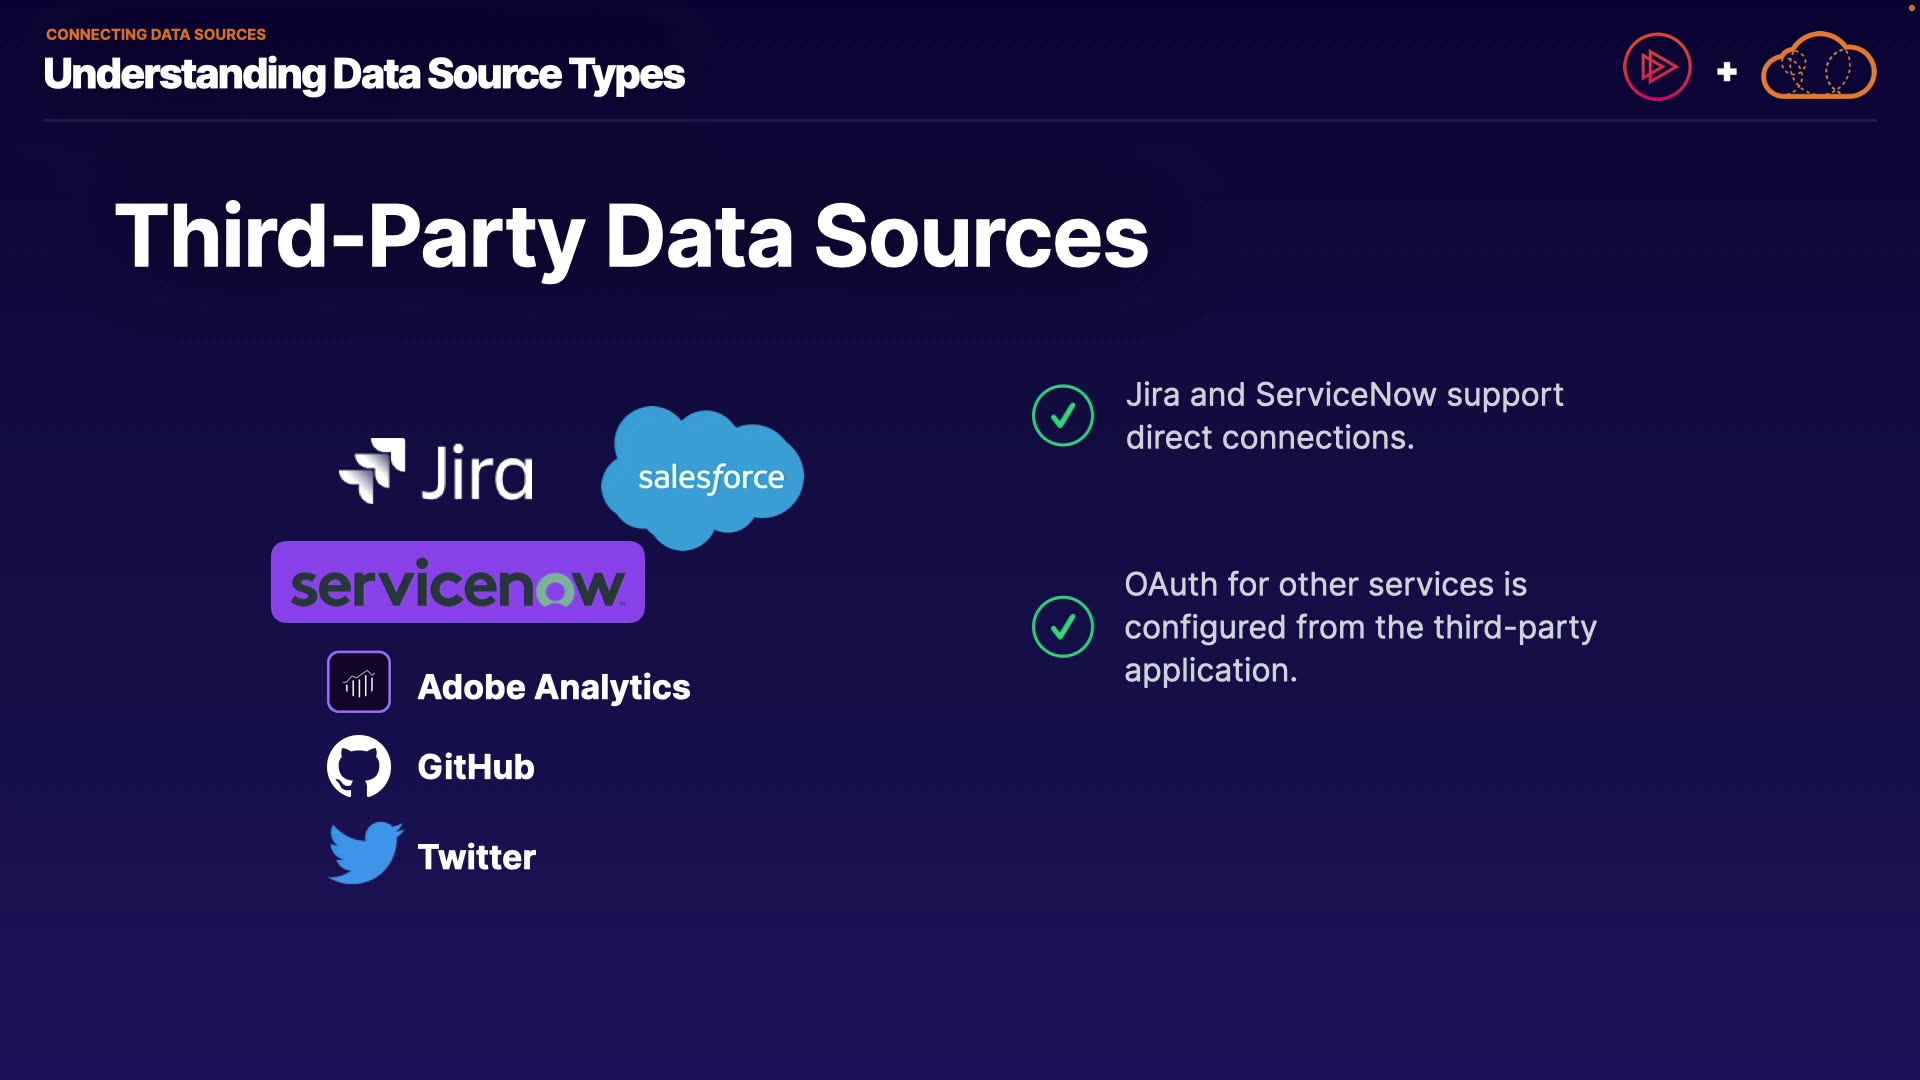 CONNECTING DATA SOURCES
Understanding Data Source Types
Third-Party Data Sources
Jira
salesforce
servicenow
Adobe Analytics
GitHub
Twitter
Jira and ServiceNow support
direct connections.
OAuth for other services is
configured from the third-party
application.